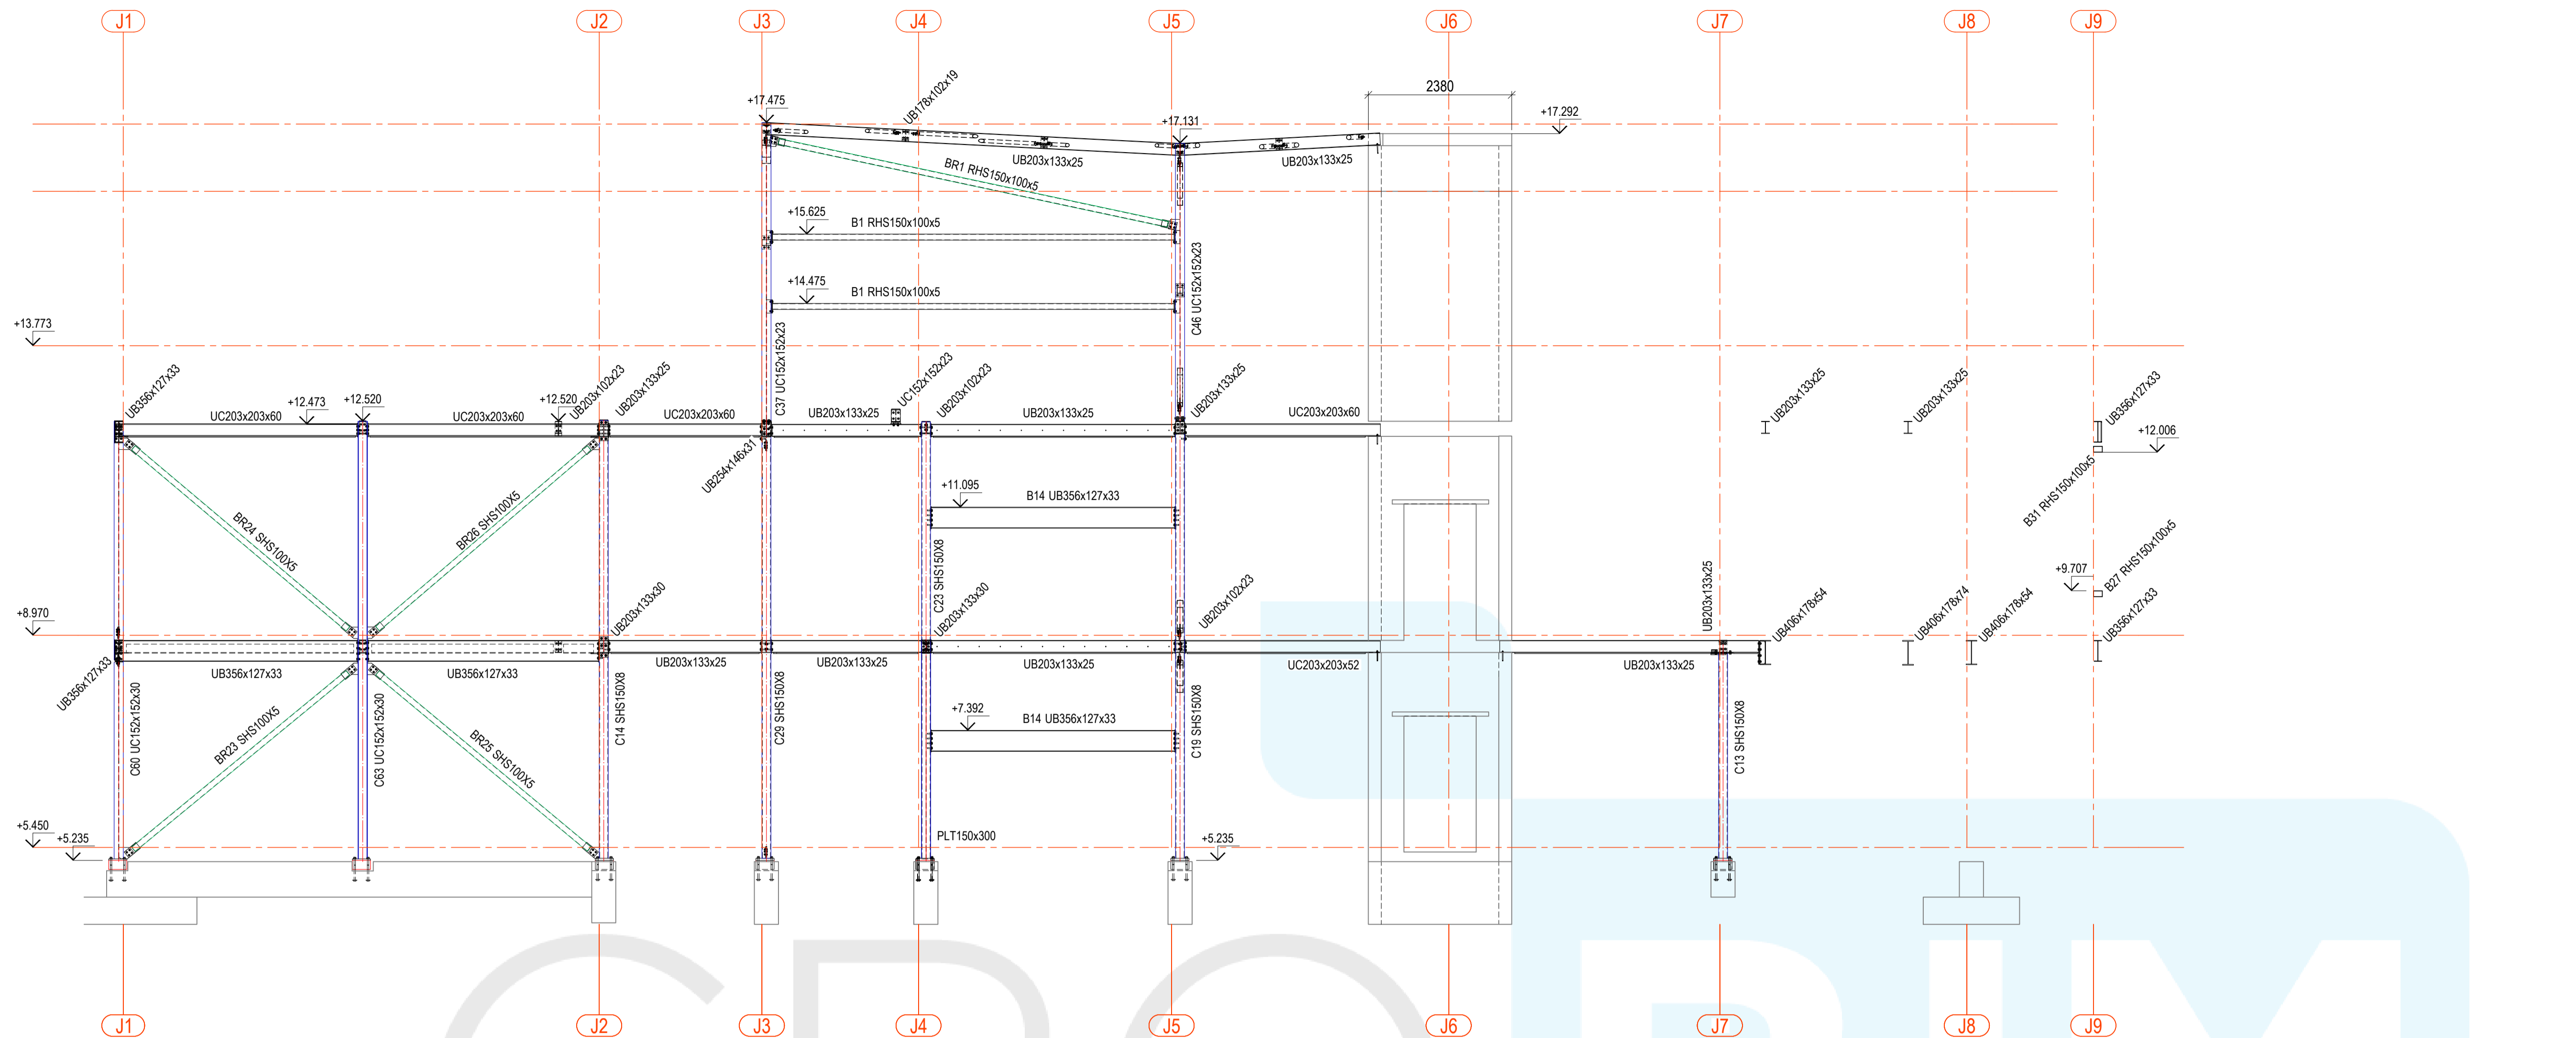 J1
J2
J3
J4
J5
J6
J7
J8
J9
2380
+17.475
UB178x102x19
+17.131
+17.292
UB203x133x25
UB203x133x25
BR1 RHS150x100x5
+15.625
B1 RHS150x100x5
+14.475
B1 RHS150x100x5
C46 UC152x152x23
C37 UC152x152x23
+13.773
UB356x127x33
UC203x203x60
+12.473
+12.520
UC203x203x60
+12.520
UB203x102x23
UB203x133x25
UC203x203x60
UB254x146x31
UB203x133x25
UC152x152x23
UB203x102x23
UB203x133x25
UB203x133x25
UC203x203x60
UB203x133x25
UB203x133x25
UB356x127x33
+12.006
B31 RHS150x100x5
BR24 SHS100X5
BR26 SHS100X5
+11.095
B14 UB356x127x33
C23 SHS150X8
+9.707
B27 RHS150x100x5
+8.970
UB203x133x30
UB203x133x30
UB203x102x23
UB203x133x25
UB406x178x54
UB406x178x74
UB406x178x54
UB356x127x33
UB356x127x33
UB356x127x33
UB356x127x33
UB203x133x25
UB203x133x25
UB203x133x25
UC203x203x52
UB203x133x25
C60 UC152x152x30
BR23 SHS100X5
C63 UC152x152x30
BR25 SHS100X5
C14 SHS150X8
C29 SHS150X8
+7.392
B14 UB356x127x33
C19 SHS150X8
C13 SHS150X8
+5.450
+5.235
PLT150x300
+5.235
J1
J2
J3
J4
J5
J6
J7
J8
J9